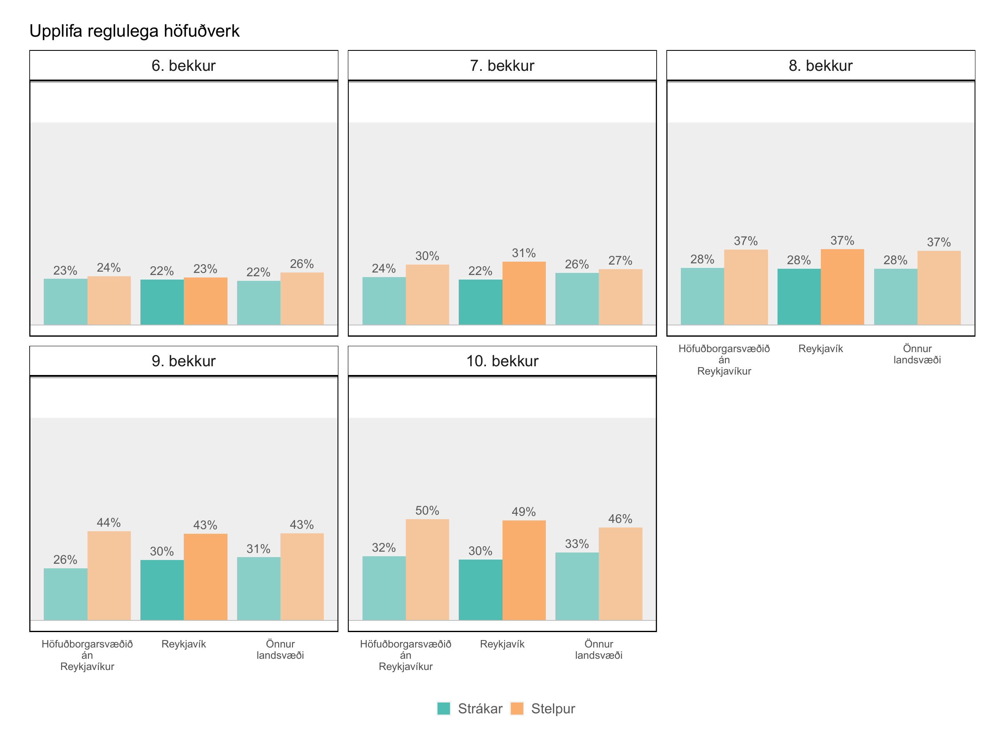 Upplifa reglulega höfuðverk
6. bekkur
23% 24% 22% 23% 22% 26%
7. bekkur
24% 30% 22% 31% 26% 27%
8. bekkur
28% 37% 28% 37% 28% 37%
Höfuðborgarsvæðið
án
Reykjavíkur
Reykjavík
Önnur
landsvæði
9. bekkur
26% 44% 30% 43% 31% 43%
Höfuðborgarsvæðið
án
Reykjavíkur
Reykjavík
Önnur
landsvæði
10. bekkur
32% 50% 30% 49% 33% 46%
Höfuðborgarsvæðið
án
Reykjavíkur
Reykjavík
Önnur
landsvæði
Strákar Stelpur